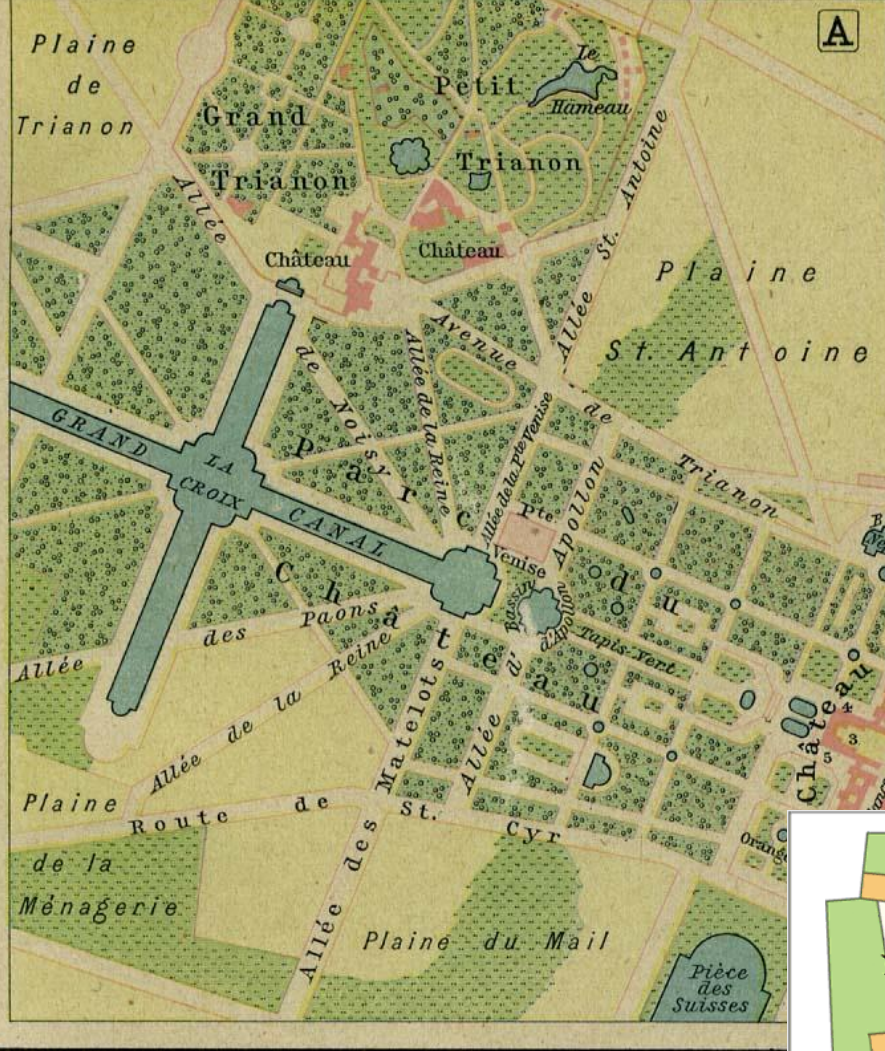 A
Plaine
de
Trianon
Grand
Trianon
Petit
Trianon
Le
Hameau
Allée
St. Antoine
Château
Château
Plaine
St. Antoine
Allée
de Noisy
Avenue
de
Trianon
Allée de la Reine
Allée de la Pte Venise
Apollon
GRAND
LA
CROIX
CANAL
Parc
du
Château
Pte
Venise
Bassin
d'Apollon
Tapis-Vert
Allée
des
Paons
Allée de la Reine
Allée d'
Allée des Matelots
Route de St. Cyr
Plaine
de la
Ménagerie
Plaine du Mail
Pièce
des
Suisses
Château
4
3
5